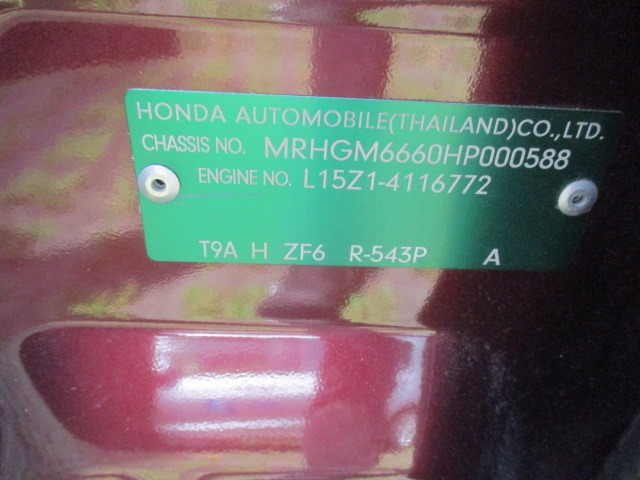 HONDA AUTOMOBILE(THAILAND)CO.,LTD.
CHASSIS NO. MRHGM6660HP000588
ENGINE NO. L15Z1-4116772
T9A H ZF6 R-543P A